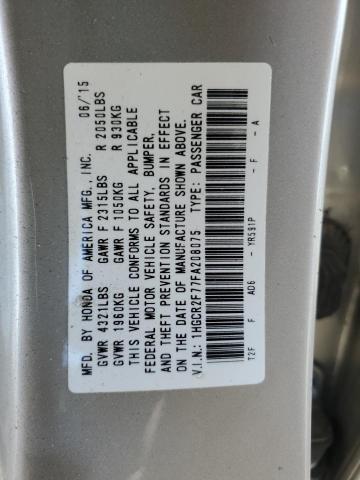 MFD. BY HONDA OF AMERICA MFG., INC. 06/'15
GVWR 4321LBS GAWR F 2315LBS R 2050LBS
GVWR 1960KG GAWR F 1050KG R 930KG
THIS VEHICLE CONFORMS TO ALL APPLICABLE
FEDERAL MOTOR VEHICLE SAFETY, BUMPER,
AND THEFT PREVENTION STANDARDS IN EFFECT
ON THE DATE OF MANUFACTURE SHOWN ABOVE.
V.I.N.: 1HGCR2F77FA208075 TYPE: PASSENGER CAR
T2F F AD6 - YR591P - F - A